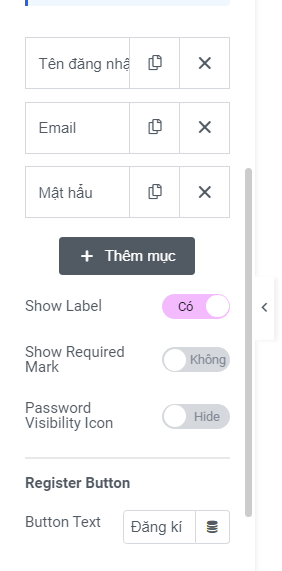 Tên đăng nhậ
Email
Mật hẩu
+ Thêm mục
Show Label
Có
Show Required
Mark
Không
Password
Visibility Icon
Hide
Register Button
Button Text
Đăng kí